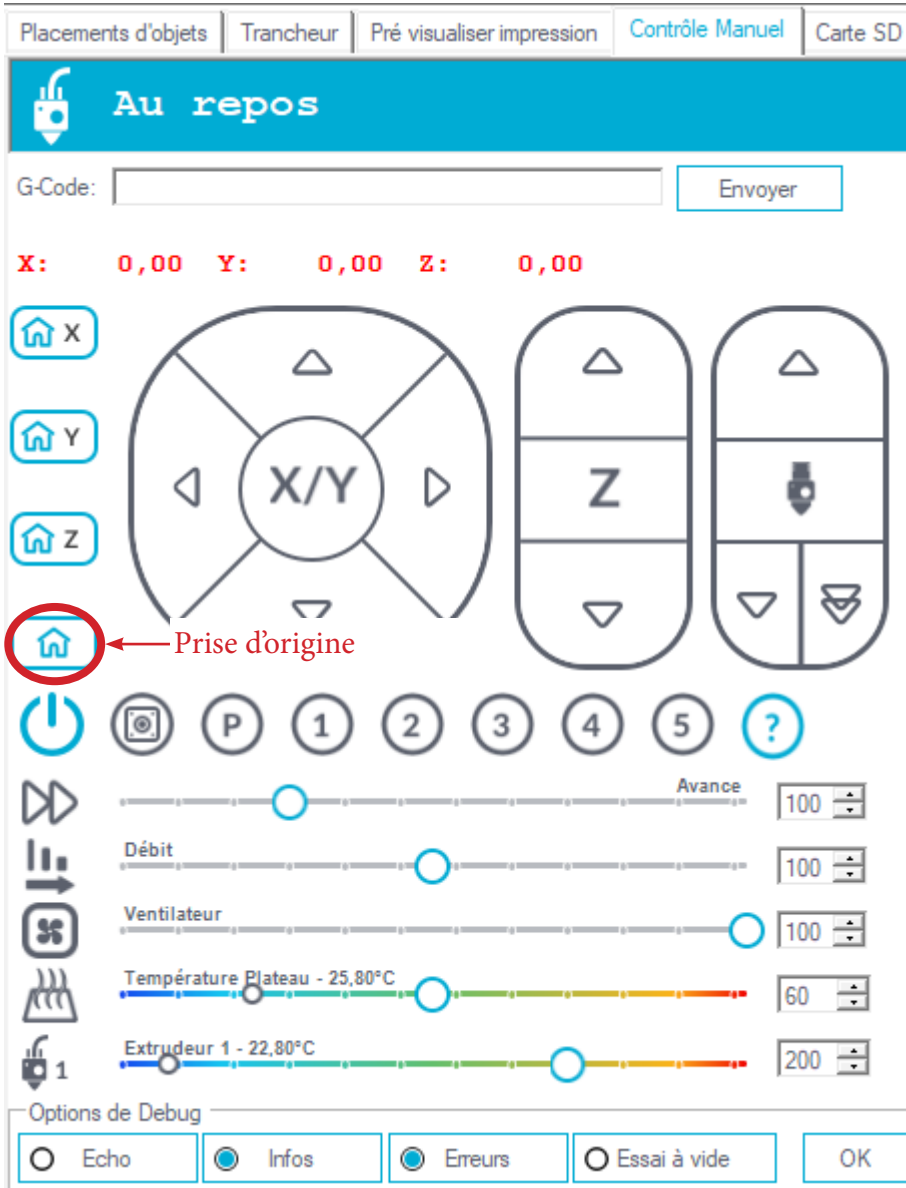 Placements d'objets Trancheur Pré visualiser impression Contrôle Manuel Carte SD
Au repos
G-Code: Envoyer
X: 0,00 Y: 0,00 Z: 0,00
X
Y
X/Y Z
Z
Prise d'origine
P 1 2 3 4 5 ?
Avance 100
Débit 100
Ventilateur 100
Température Plateau - 25,80°C 60
Extrudeur 1 - 22,80°C 200
1
Options de Debug
Echo Infos Erreurs Essai à vide OK